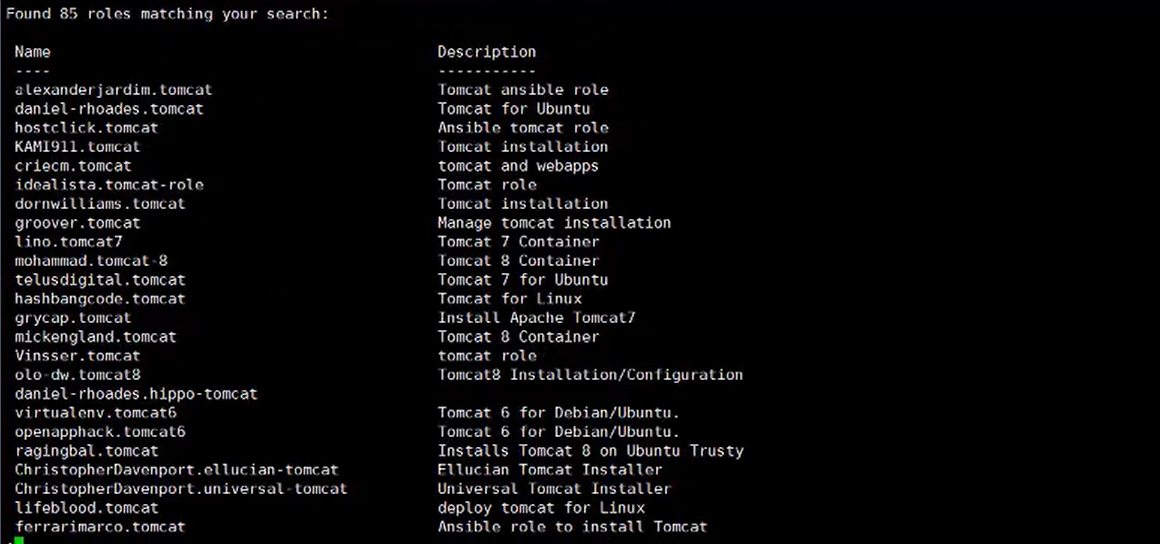 Found 85 roles matching your search:
Name Description
---- -----------
alexanderjardim.tomcat Tomcat ansible role
daniel-rhoades.tomcat Tomcat for Ubuntu
hostclick.tomcat Ansible tomcat role
KAMI911.tomcat Tomcat installation
criecm.tomcat tomcat and webapps
idealista.tomcat-role Tomcat role
dornwilliams.tomcat Tomcat installation
groover.tomcat Manage tomcat installation
lino.tomcat7 Tomcat 7 Container
mohammad.tomcat-8 Tomcat 8 Container
telusdigital.tomcat Tomcat 7 for Ubuntu
hashbangcode.tomcat Tomcat for Linux
grycap.tomcat Install Apache Tomcat7
mickengland.tomcat Tomcat 8 Container
Vinsser.tomcat tomcat role
olo-dw.tomcat8 Tomcat8 Installation/Configuration
daniel-rhoades.hippo-tomcat
virtualenv.tomcat6 Tomcat 6 for Debian/Ubuntu.
openapphack.tomcat6 Tomcat 6 for Debian/Ubuntu.
ragingbal.tomcat Installs Tomcat 8 on Ubuntu Trusty
ChristopherDavenport.ellucian-tomcat Ellucian Tomcat Installer
ChristopherDavenport.universal-tomcat Universal Tomcat Installer
lifeblood.tomcat deploy tomcat for Linux
ferrarimarco.tomcat Ansible role to install Tomcat
: